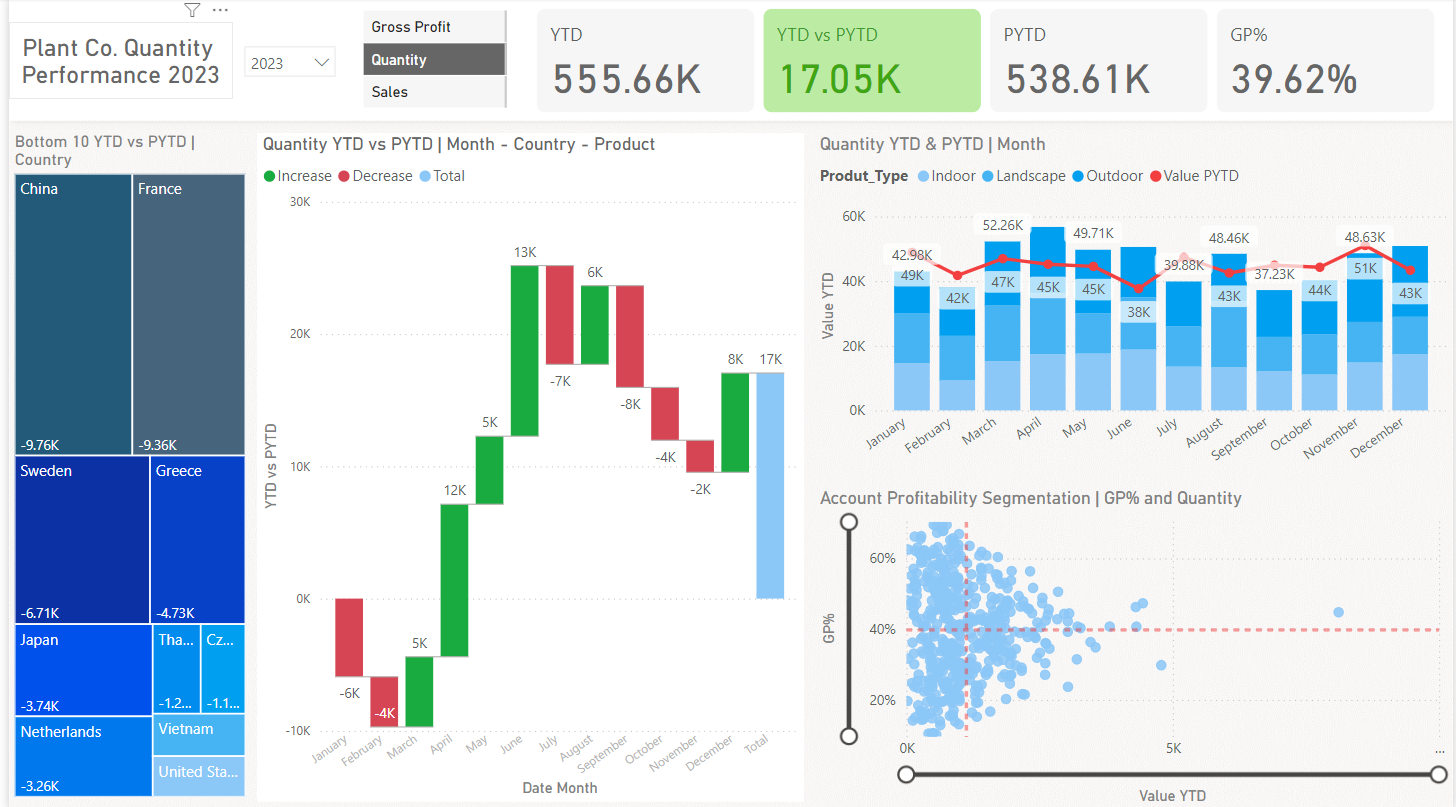 Plant Co. Quantity
Performance 2023
2023
Gross Profit
Quantity
Sales
YTD
555.66K
YTD vs PYTD
17.05K
PYTD
538.61K
GP%
39.62%
Bottom 10 YTD vs PYTD |
Country
China
-9.76K
France
-9.36K
Sweden
-6.71K
Greece
-4.73K
Japan
-3.74K
Tha...
-1.2...
Cz...
-1.1...
Netherlands
-3.26K
Vietnam
United Sta...
Quantity YTD vs PYTD | Month - Country - Product
Increase Decrease Total
YTD vs PYTD
30K
20K
10K
0K
-10K
-6K
-4K
5K
12K
5K
13K
-7K
6K
-8K
-4K
-2K
8K
17K
January February March April May June July August September October November December Total
Date Month
Quantity YTD & PYTD | Month
Produt_Type Indoor Landscape Outdoor Value PYTD
Value YTD
60K
40K
20K
0K
42.98K
52.26K
49.71K
39.88K
48.46K
37.23K
48.63K
49K
42K
47K
45K
45K
38K
43K
44K
51K
43K
January February March April May June July August September October November December
Account Profitability Segmentation | GP% and Quantity
GP%
60%
40%
20%
0K 5K ...
Value YTD